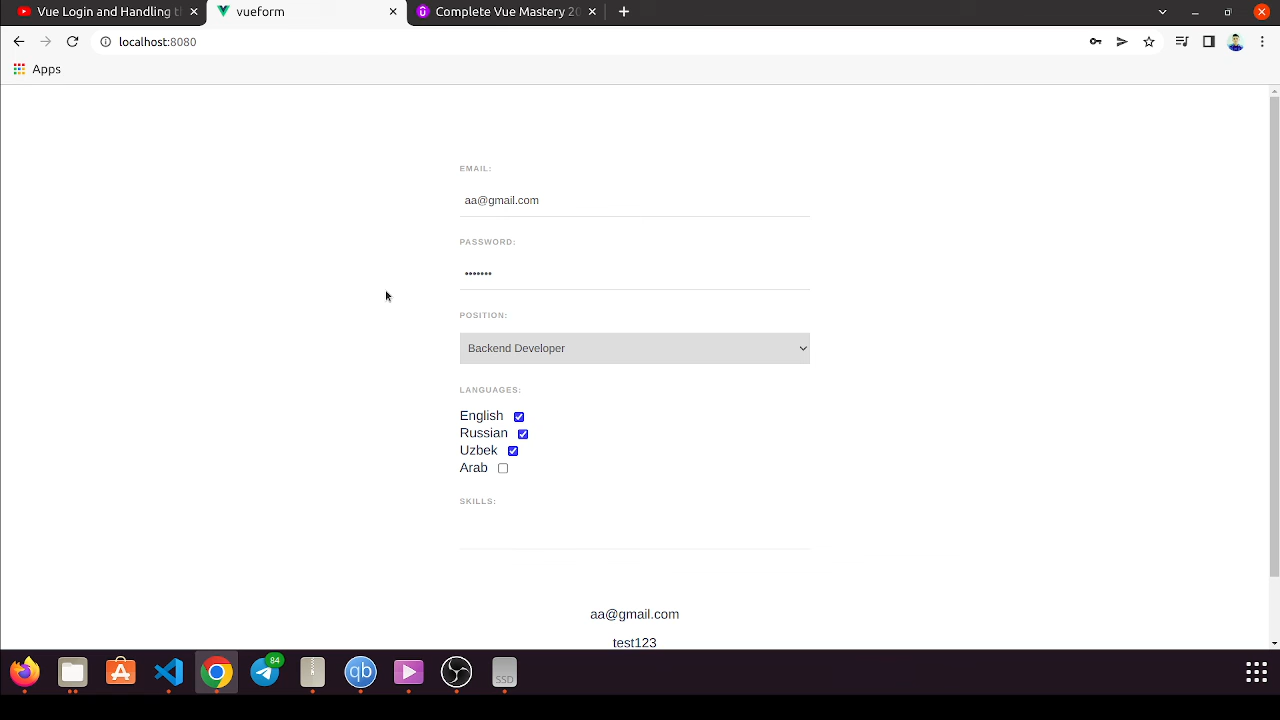 Vue Login and Handling t
vueform
Complete Vue Mastery 20
localhost:8080
Apps
EMAIL:
aa@gmail.com
PASSWORD:
•••••••
POSITION:
Backend Developer
LANGUAGES:
English
Russian
Uzbek
Arab
SKILLS:
aa@gmail.com
test123
84
qb
SSD